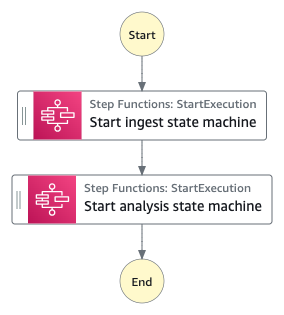 Start
Step Functions: StartExecution
Start ingest state machine
Step Functions: StartExecution
Start analysis state machine
End